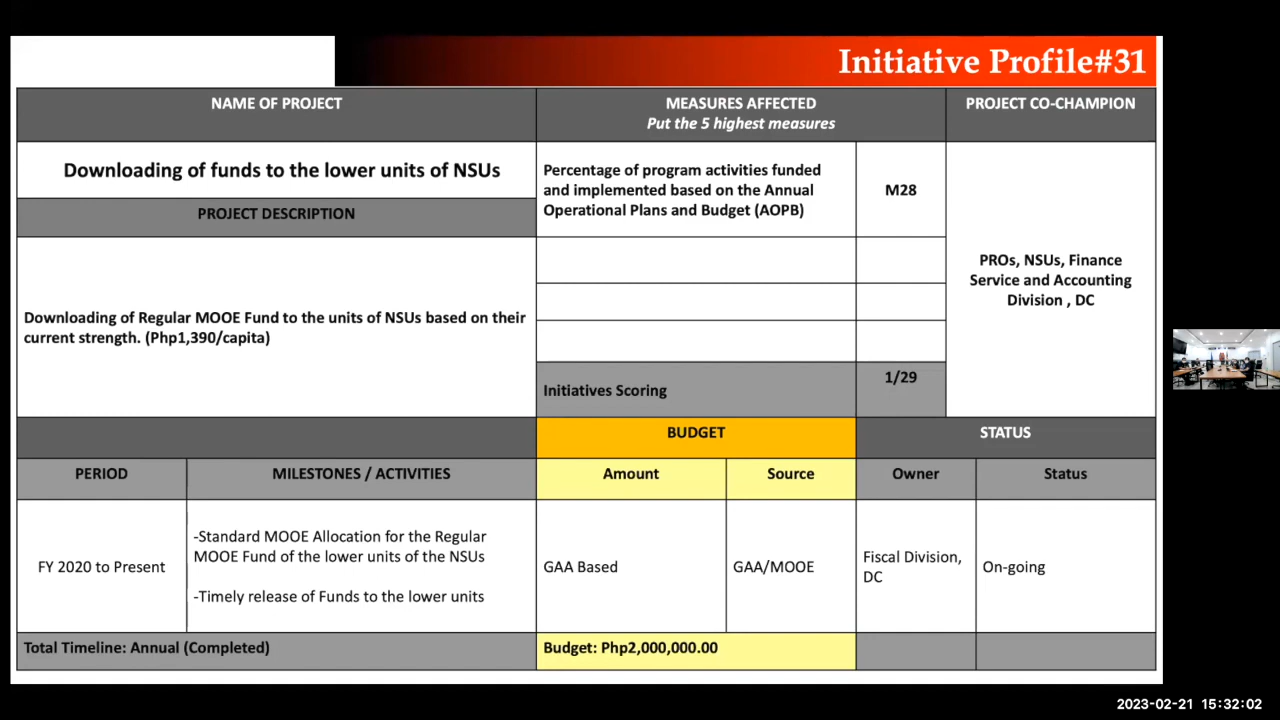 Initiative Profile#31
NAME OF PROJECT
MEASURES AFFECTED
Put the 5 highest measures
PROJECT CO-CHAMPION
Downloading of funds to the lower units of NSUs
Percentage of program activities funded
and implemented based on the Annual
Operational Plans and Budget (AOPB)
M28
PROJECT DESCRIPTION
PROs, NSUs, Finance
Service and Accounting
Division , DC
Downloading of Regular MOOE Fund to the units of NSUs based on their
current strength. (Php1,390/capita)
Initiatives Scoring
1/29
BUDGET
STATUS
PERIOD
MILESTONES / ACTIVITIES
Amount
Source
Owner
Status
FY 2020 to Present
-Standard MOOE Allocation for the Regular
MOOE Fund of the lower units of the NSUs
-Timely release of Funds to the lower units
GAA Based
GAA/MOOE
Fiscal Division,
DC
On-going
Total Timeline: Annual (Completed)
Budget: Php2,000,000.00
2023-02-21 15:32:02